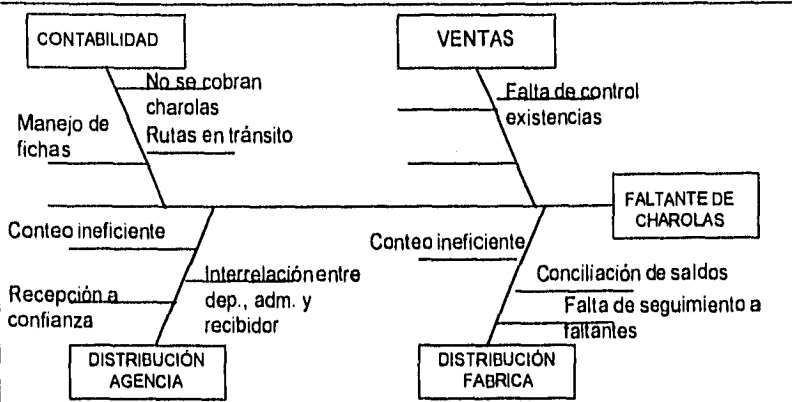 CONTABILIDAD
VENTAS
No se cobran
charolas
Manejo de
fichas
Rutas en tránsito
Falta de control
existencias
FALTANTE DE
CHAROLAS
Conteo ineficiente
Recepción a
confianza
Interrelación entre
dep., adm. y
recibidor
Conteo ineficiente
Conciliación de saldos
Falta de seguimiento a
faltantes
DISTRIBUCIÓN
AGENCIA
DISTRIBUCIÓN
FABRICA